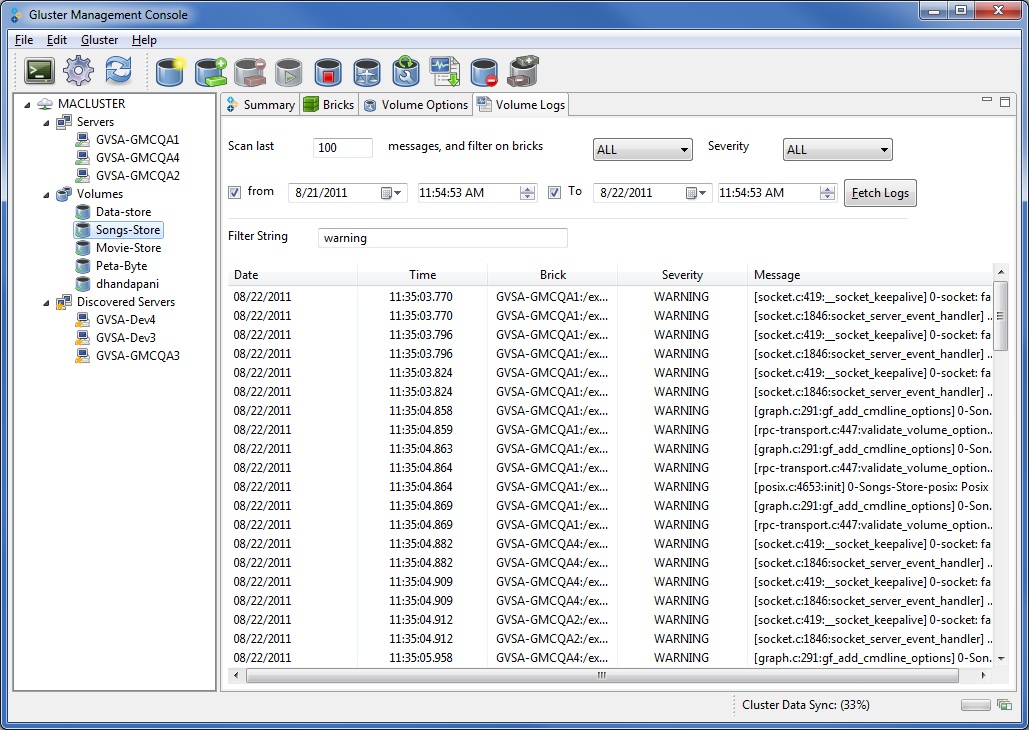 Gluster Management Console
File Edit Gluster Help
MACLUSTER
Servers
GVSA-GMCQA1
GVSA-GMCQA4
GVSA-GMCQA2
Volumes
Data-store
Songs-Store
Movie-Store
Peta-Byte
dhandapani
Discovered Servers
GVSA-Dev4
GVSA-Dev3
GVSA-GMCQA3
Summary Bricks Volume Options Volume Logs
Scan last 100 messages, and filter on bricks ALL Severity ALL
from 8/21/2011 11:54:53 AM To 8/22/2011 11:54:53 AM Fetch Logs
Filter String warning
Date Time Brick Severity Message
08/22/2011 11:35:03.770 GVSA-GMCQA1:/ex... WARNING [socket.c:419:__socket_keepalive] 0-socket: fa
08/22/2011 11:35:03.770 GVSA-GMCQA1:/ex... WARNING [socket.c:1846:socket_server_event_handler] ..
08/22/2011 11:35:03.796 GVSA-GMCQA1:/ex... WARNING [socket.c:419:__socket_keepalive] 0-socket: fa
08/22/2011 11:35:03.796 GVSA-GMCQA1:/ex... WARNING [socket.c:1846:socket_server_event_handler] ..
08/22/2011 11:35:03.824 GVSA-GMCQA1:/ex... WARNING [socket.c:419:__socket_keepalive] 0-socket: fa
08/22/2011 11:35:03.824 GVSA-GMCQA1:/ex... WARNING [socket.c:1846:socket_server_event_handler] ..
08/22/2011 11:35:04.858 GVSA-GMCQA1:/ex... WARNING [graph.c:291:gf_add_cmdline_options] 0-Son.
08/22/2011 11:35:04.859 GVSA-GMCQA1:/ex... WARNING [rpc-transport.c:447:validate_volume_option..
08/22/2011 11:35:04.863 GVSA-GMCQA1:/ex... WARNING [graph.c:291:gf_add_cmdline_options] 0-Son.
08/22/2011 11:35:04.864 GVSA-GMCQA1:/ex... WARNING [rpc-transport.c:447:validate_volume_option..
08/22/2011 11:35:04.864 GVSA-GMCQA1:/ex... WARNING [posix.c:4653:init] 0-Songs-Store-posix: Posix
08/22/2011 11:35:04.869 GVSA-GMCQA1:/ex... WARNING [graph.c:291:gf_add_cmdline_options] 0-Son.
08/22/2011 11:35:04.869 GVSA-GMCQA1:/ex... WARNING [rpc-transport.c:447:validate_volume_option..
08/22/2011 11:35:04.882 GVSA-GMCQA4:/ex... WARNING [socket.c:419:__socket_keepalive] 0-socket: fa
08/22/2011 11:35:04.882 GVSA-GMCQA4:/ex... WARNING [socket.c:1846:socket_server_event_handler] ..
08/22/2011 11:35:04.909 GVSA-GMCQA4:/ex... WARNING [socket.c:419:__socket_keepalive] 0-socket: fa
08/22/2011 11:35:04.909 GVSA-GMCQA4:/ex... WARNING [socket.c:1846:socket_server_event_handler] ..
08/22/2011 11:35:04.912 GVSA-GMCQA2:/ex... WARNING [socket.c:419:__socket_keepalive] 0-socket: fa
08/22/2011 11:35:04.912 GVSA-GMCQA2:/ex... WARNING [socket.c:1846:socket_server_event_handler] ..
08/22/2011 11:35:05.958 GVSA-GMCQA4:/ex... WARNING [graph.c:291:gf_add_cmdline_options] 0-Son.
Cluster Data Sync: (33%)